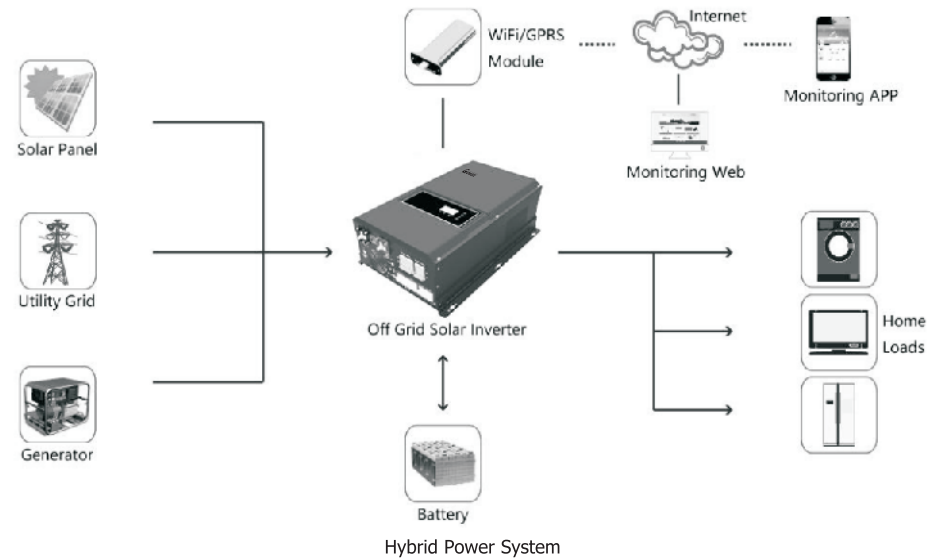 Internet
WiFi/GPRS
Module
Monitoring APP
Solar Panel
Monitoring Web
Utility Grid
Off Grid Solar Inverter
Home
Loads
Generator
Battery
Hybrid Power System